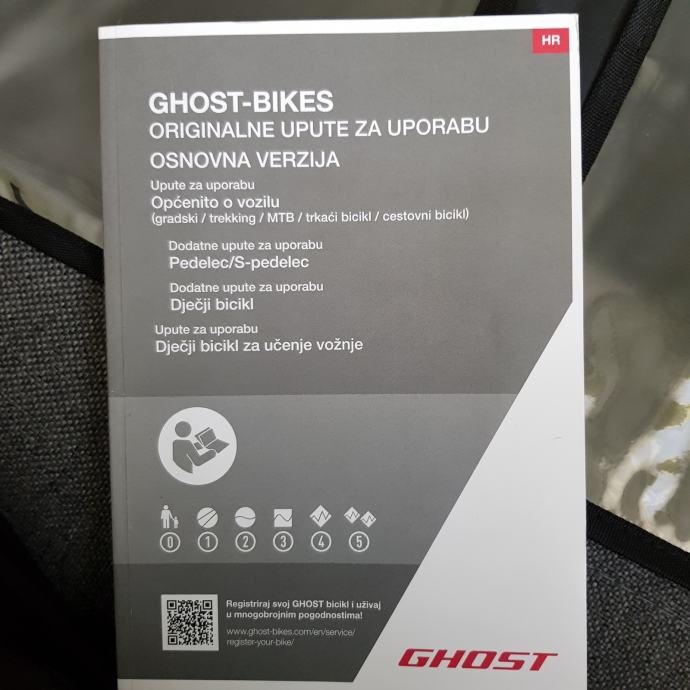 HR
GHOST-BIKES
ORIGINALNE UPUTE ZA UPORABU
OSNOVNA VERZIJA
Upute za uporabu
Općenito o vozilu
(gradski / trekking / MTB / trkaći bicikl / cestovni bicikl)
Dodatne upute za uporabu
Pedelec/S-pedelec
Dodatne upute za uporabu
Dječji bicikl
Upute za uporabu
Dječji bicikl za učenje vožnje
0 1 2 3 4 5
Registriraj svoj GHOST bicikl i uživaj
u mnogobrojnim pogodnostima!
www.ghost-bikes.com/en/service/
register-your-bike/
GHOST